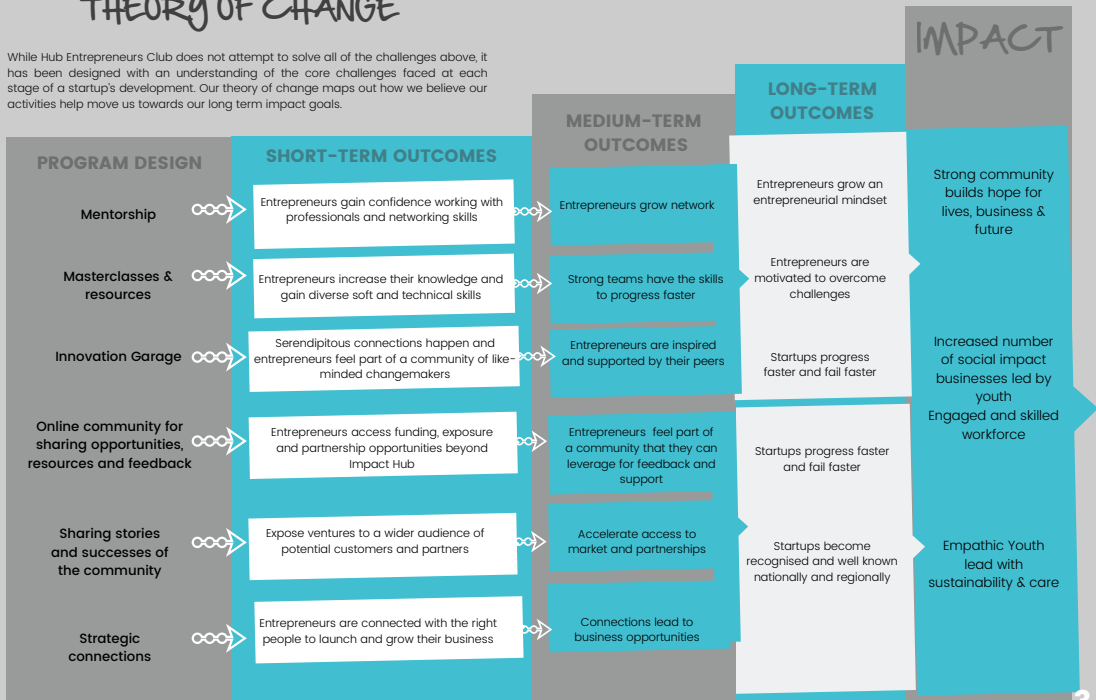 THEORY OF CHANGE
While Hub Entrepreneurs Club does not attempt to solve all of the challenges above, it
has been designed with an understanding of the core challenges faced at each
stage of a startup's development. Our theory of change maps out how we believe our
activities help move us towards our long term impact goals.
PROGRAM DESIGN
Mentorship
Masterclasses &
resources
Innovation Garage
Online community for
sharing opportunities,
resources and feedback
Sharing stories
and successes of
the community
Strategic
connections
SHORT-TERM OUTCOMES
Entrepreneurs gain confidence working with
professionals and networking skills
Entrepreneurs increase their knowledge and
gain diverse soft and technical skills
Serendipitous connections happen and
entrepreneurs feel part of a community of like-
minded changemakers
Entrepreneurs access funding, exposure
and partnership opportunities beyond
Impact Hub
Expose ventures to a wider audience of
potential customers and partners
Entrepreneurs are connected with the right
people to launch and grow their business
MEDIUM-TERM
OUTCOMES
Entrepreneurs grow network
Strong teams have the skills
to progress faster
Entrepreneurs are inspired
and supported by their peers
Entrepreneurs feel part of
a community that they can
leverage for feedback and
support
Accelerate access to
market and partnerships
Connections lead to
business opportunities
LONG-TERM
OUTCOMES
Entrepreneurs grow an
entrepreneurial mindset
Entrepreneurs are
motivated to overcome
challenges
Startups progress
faster and fail faster
Startups progress faster
and fail faster
Startups become
recognised and well known
nationally and regionally
IMPACT
Strong community
builds hope for
lives, business &
future
Increased number
of social impact
businesses led by
youth
Engaged and skilled
workforce
Empathic Youth
lead with
sustainability & care